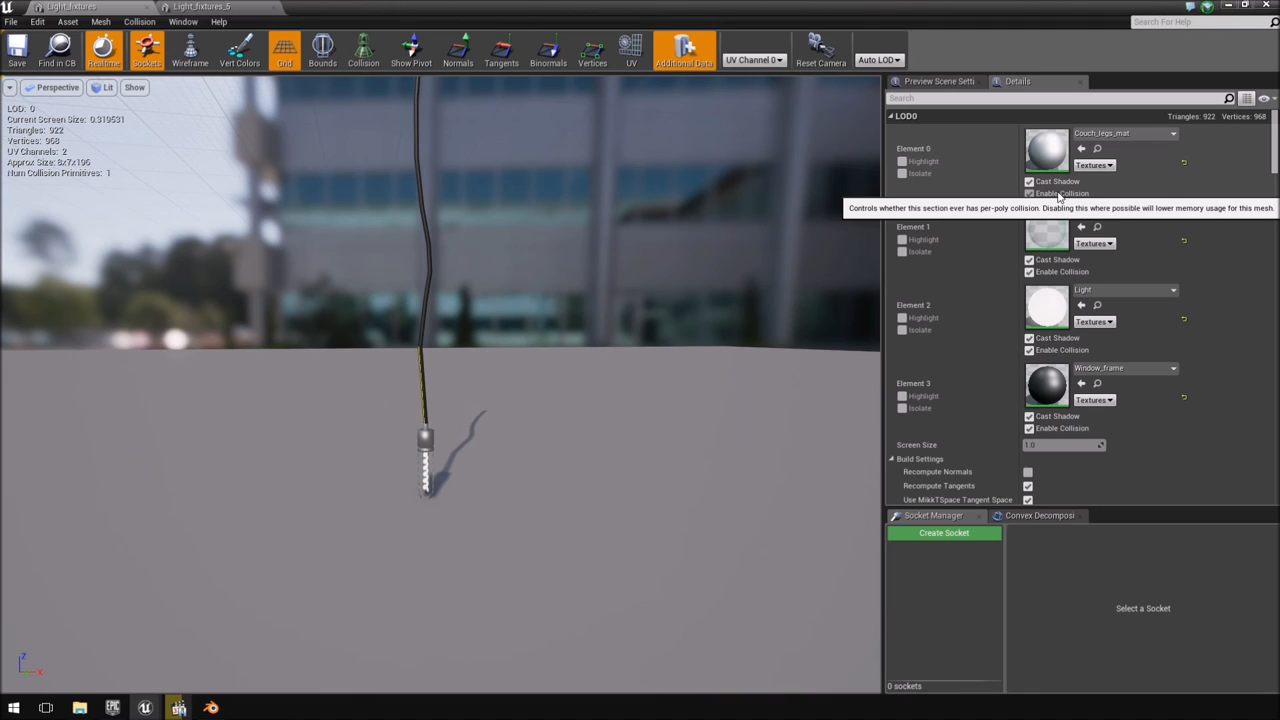 Light_fixtures
Light_fixtures_5
File Edit Asset Mesh Collision Window Help
Search For Help
Save
Find in CB
Realtime
Sockets
Wireframe
Vert Colors
Grid
Bounds
Collision
Show Pivot
Normals
Tangents
Binormals
Vertices
UV
Additional Data
UV Channel 0
Reset Camera
Auto LOD
Perspective
Lit
Show
LOD: 0
Current Screen Size: 0.319531
Triangles: 922
Vertices: 968
UV Channels: 2
Approx Size: 8x7x196
Num Collision Primitives: 1
Preview Scene Setti
Details
Search
LOD0
Triangles: 922 Vertices: 968
Element 0
Highlight
Isolate
Couch_legs_mat
Textures
Cast Shadow
Enable Collision
Controls whether this section ever has per-poly collision. Disabling this where possible will lower memory usage for this mesh.
Element 1
Highlight
Isolate
Textures
Cast Shadow
Enable Collision
Element 2
Highlight
Isolate
Light
Textures
Cast Shadow
Enable Collision
Element 3
Highlight
Isolate
Window_frame
Textures
Cast Shadow
Enable Collision
Screen Size
1.0
Build Settings
Recompute Normals
Recompute Tangents
Use MikkTSpace Tangent Space
Socket Manager
Convex Decomposi
Create Socket
Select a Socket
0 sockets
Z
X